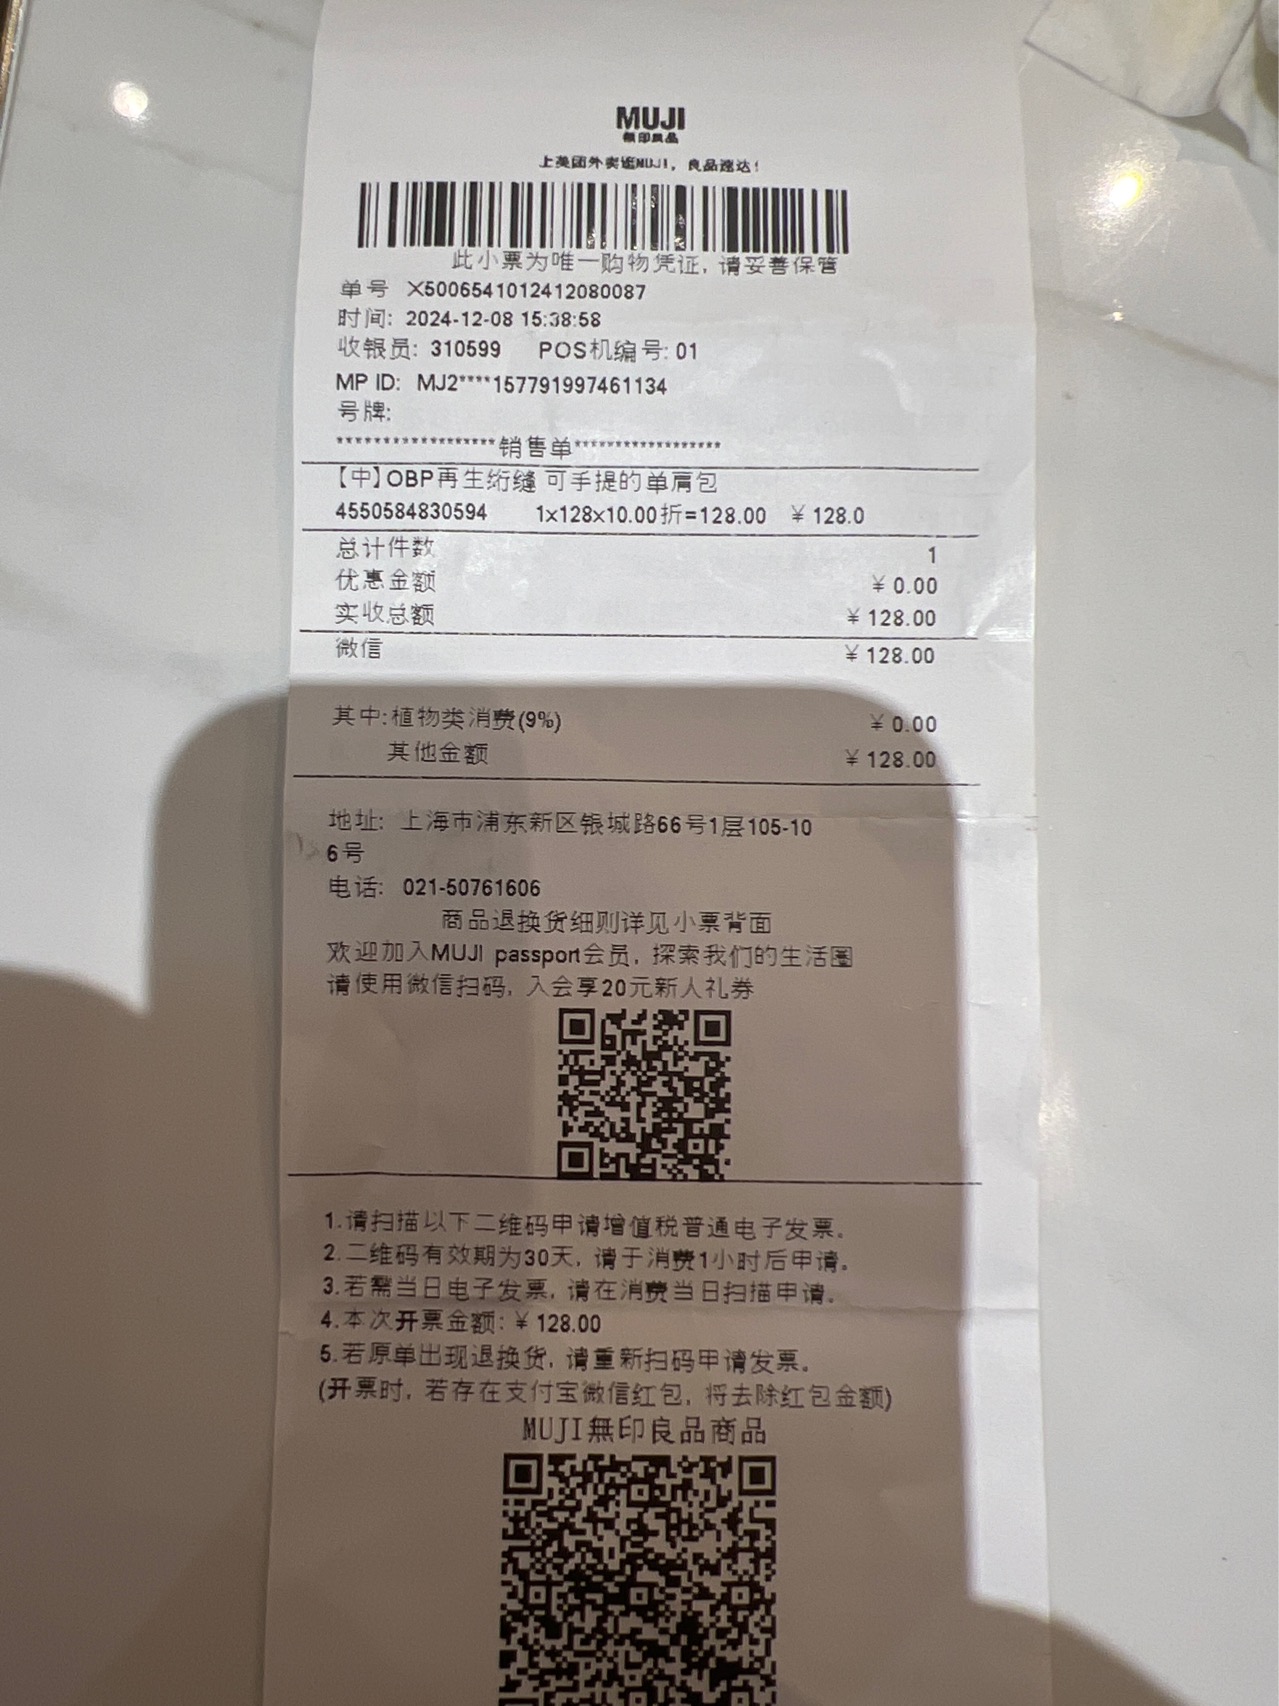 MUJI
無印良品
上美团外卖逛MUJI，良品速达！
此小票为唯一购物凭证, 请妥善保管
单号 X5006541012412080087
时间: 2024-12-08 15:38:58
收银员: 310599 POS机编号: 01
MP ID: MJ2****157791997461134
号牌:
******************销售单******************
【中】OBP再生绗缝 可手提的单肩包
4550584830594 1x128x10.00折=128.00 ¥ 128.0
总计件数 1
优惠金额 ¥ 0.00
实收总额 ¥ 128.00
微信 ¥ 128.00
其中:植物类消费(9%) ¥ 0.00
其他金额 ¥ 128.00
地址: 上海市浦东新区银城路66号1层105-10
6号
电话: 021-50761606
商品退换货细则详见小票背面
欢迎加入MUJI passport会员, 探索我们的生活圈
请使用微信扫码, 入会享20元新人礼券
1.请扫描以下二维码申请增值税普通电子发票。
2.二维码有效期为30天, 请于消费1小时后申请。
3.若需当日电子发票, 请在消费当日扫描申请。
4.本次开票金额: ¥ 128.00
5.若原单出现退换货, 请重新扫码申请发票。
(开票时, 若存在支付宝微信红包, 将去除红包金额)
MUJI無印良品商品